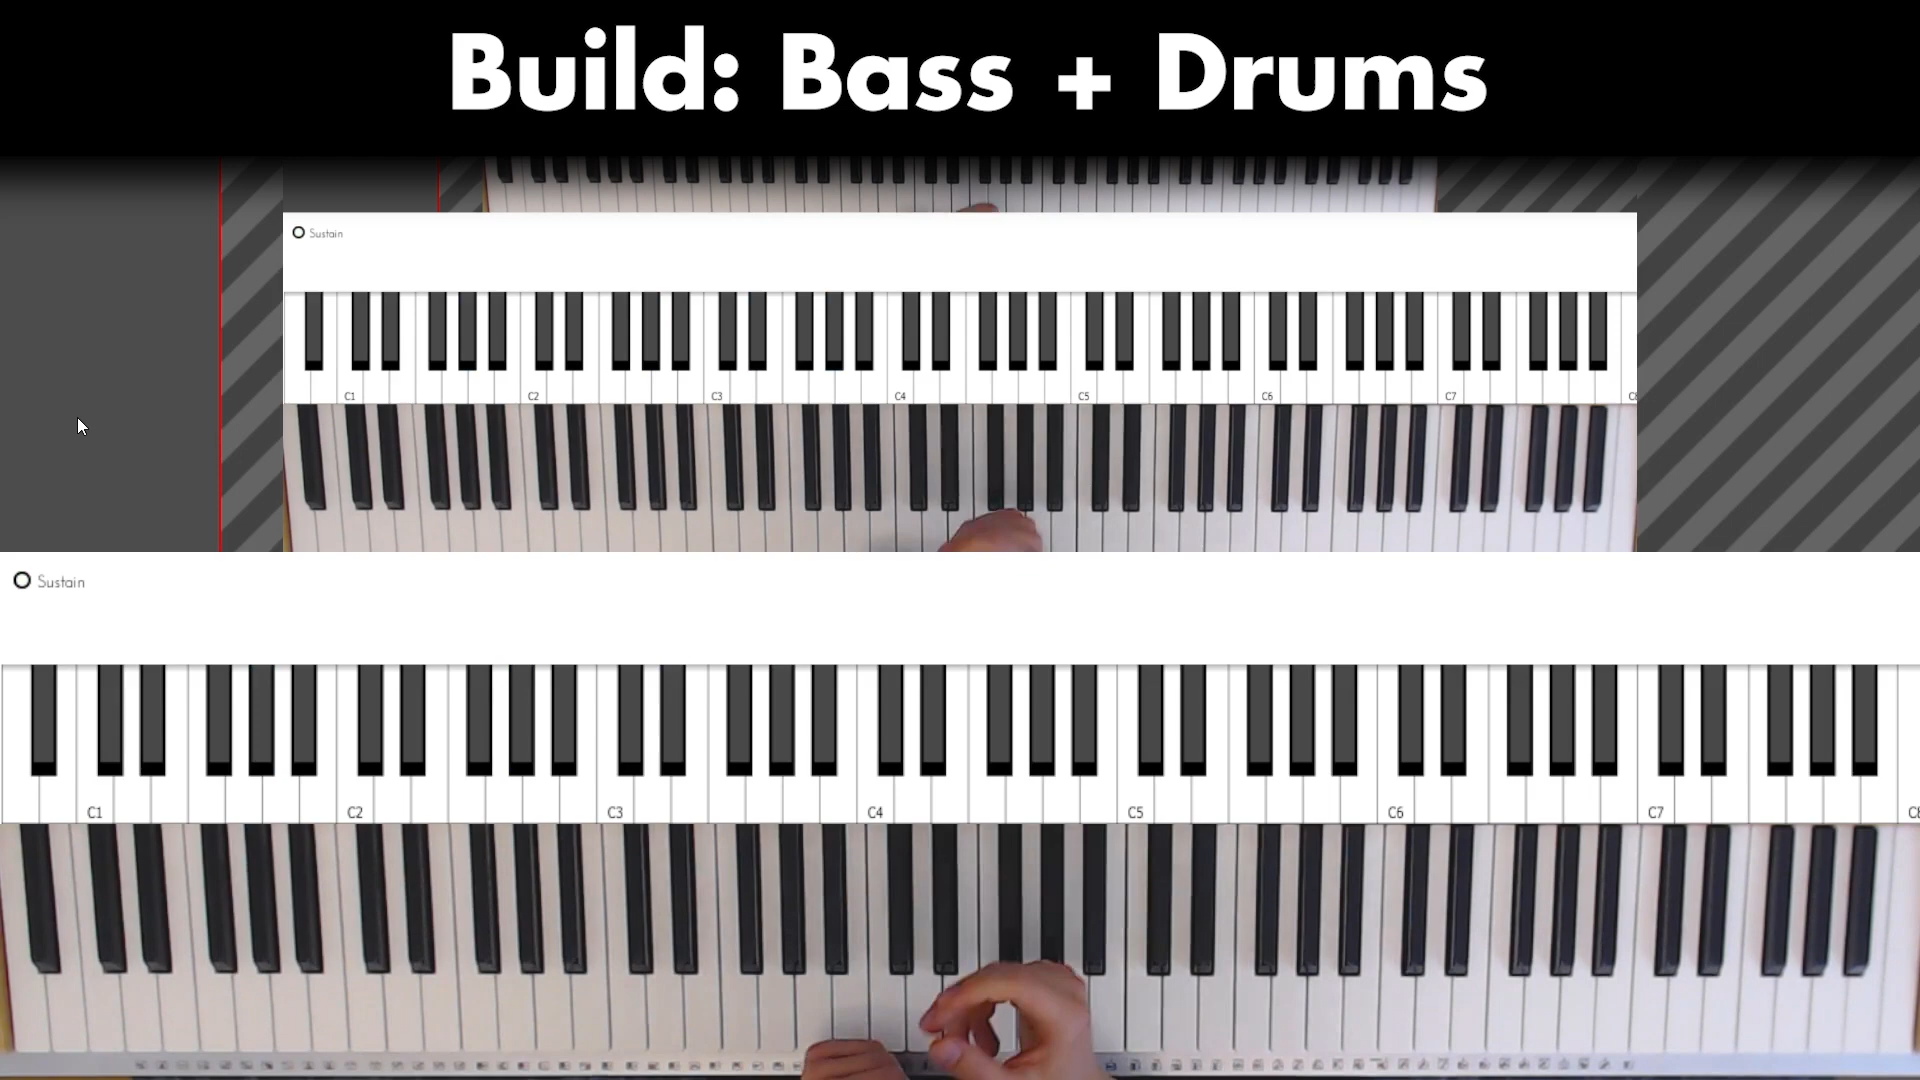 Build: Bass + Drums
Sustain
C1 C2 C3 C4 C5 C6 C7
Sustain
C1 C2 C3 C4 C5 C6 C7